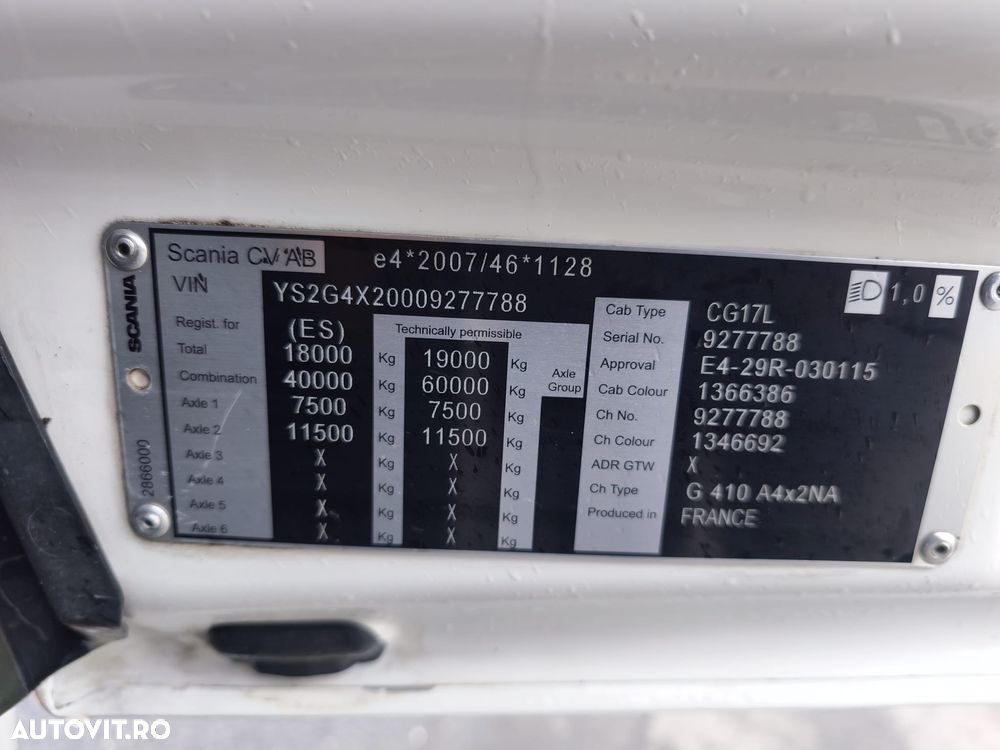 Scania CV AB e4*2007/46*1128
VIN YS2G4X20009277788
1,0 %
SCANIA
2866000
Regist. for (ES) Technically permissible
Total 18000 Kg 19000 Kg Axle Group
Combination 40000 Kg 60000 Kg
Axle 1 7500 Kg 7500 Kg
Axle 2 11500 Kg 11500 Kg
Axle 3 X Kg X Kg
Axle 4 X Kg X Kg
Axle 5 X Kg X Kg
Axle 6 X Kg X Kg
Cab Type CG17L
Serial No. 9277788
Approval E4-29R-030115
Cab Colour 1366386
Ch No. 9277788
Ch Colour 1346692
ADR GTW X
Ch Type G 410 A4x2NA
Produced in FRANCE
AUTOVIT.RO
AUTOVIT.RO